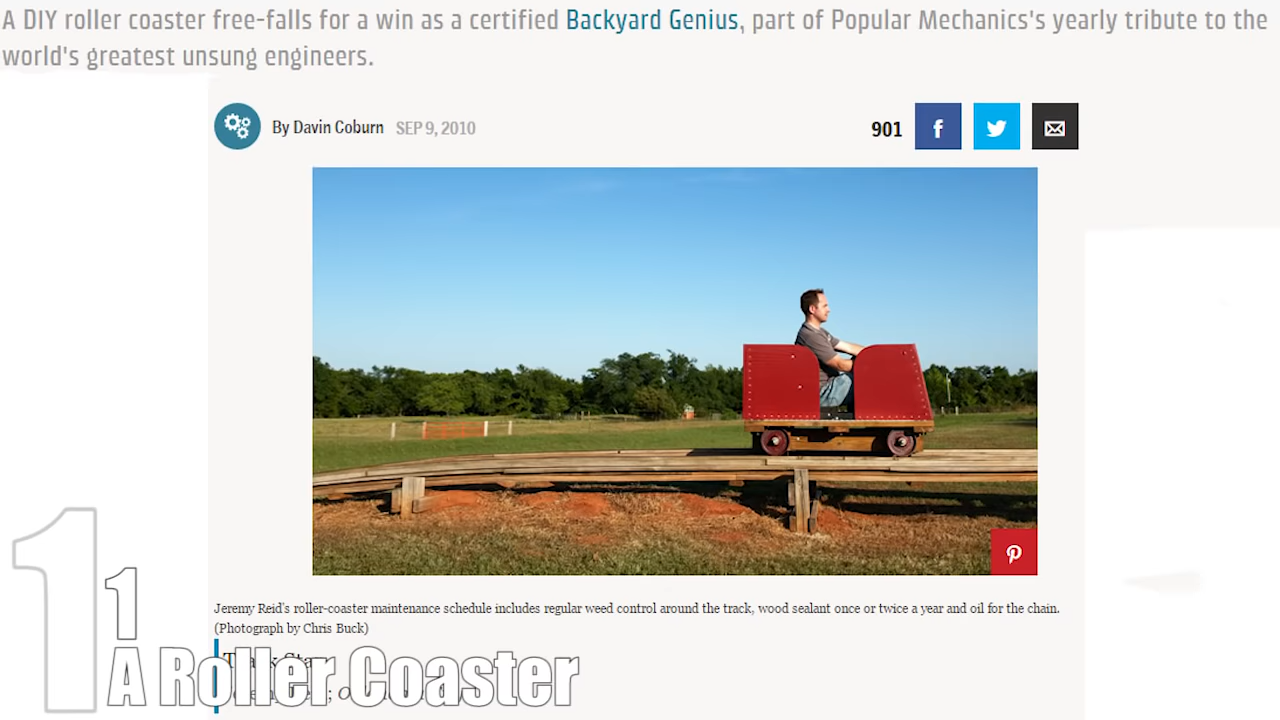 A DIY roller coaster free-falls for a win as a certified Backyard Genius, part of Popular Mechanics's yearly tribute to the
world's greatest unsung engineers.
By Davin Coburn SEP 9, 2010
901
Jeremy Reid's roller-coaster maintenance schedule includes regular weed control around the track, wood sealant once or twice a year and oil for the chain.
(Photograph by Chris Buck)
1
1
A Roller Coaster